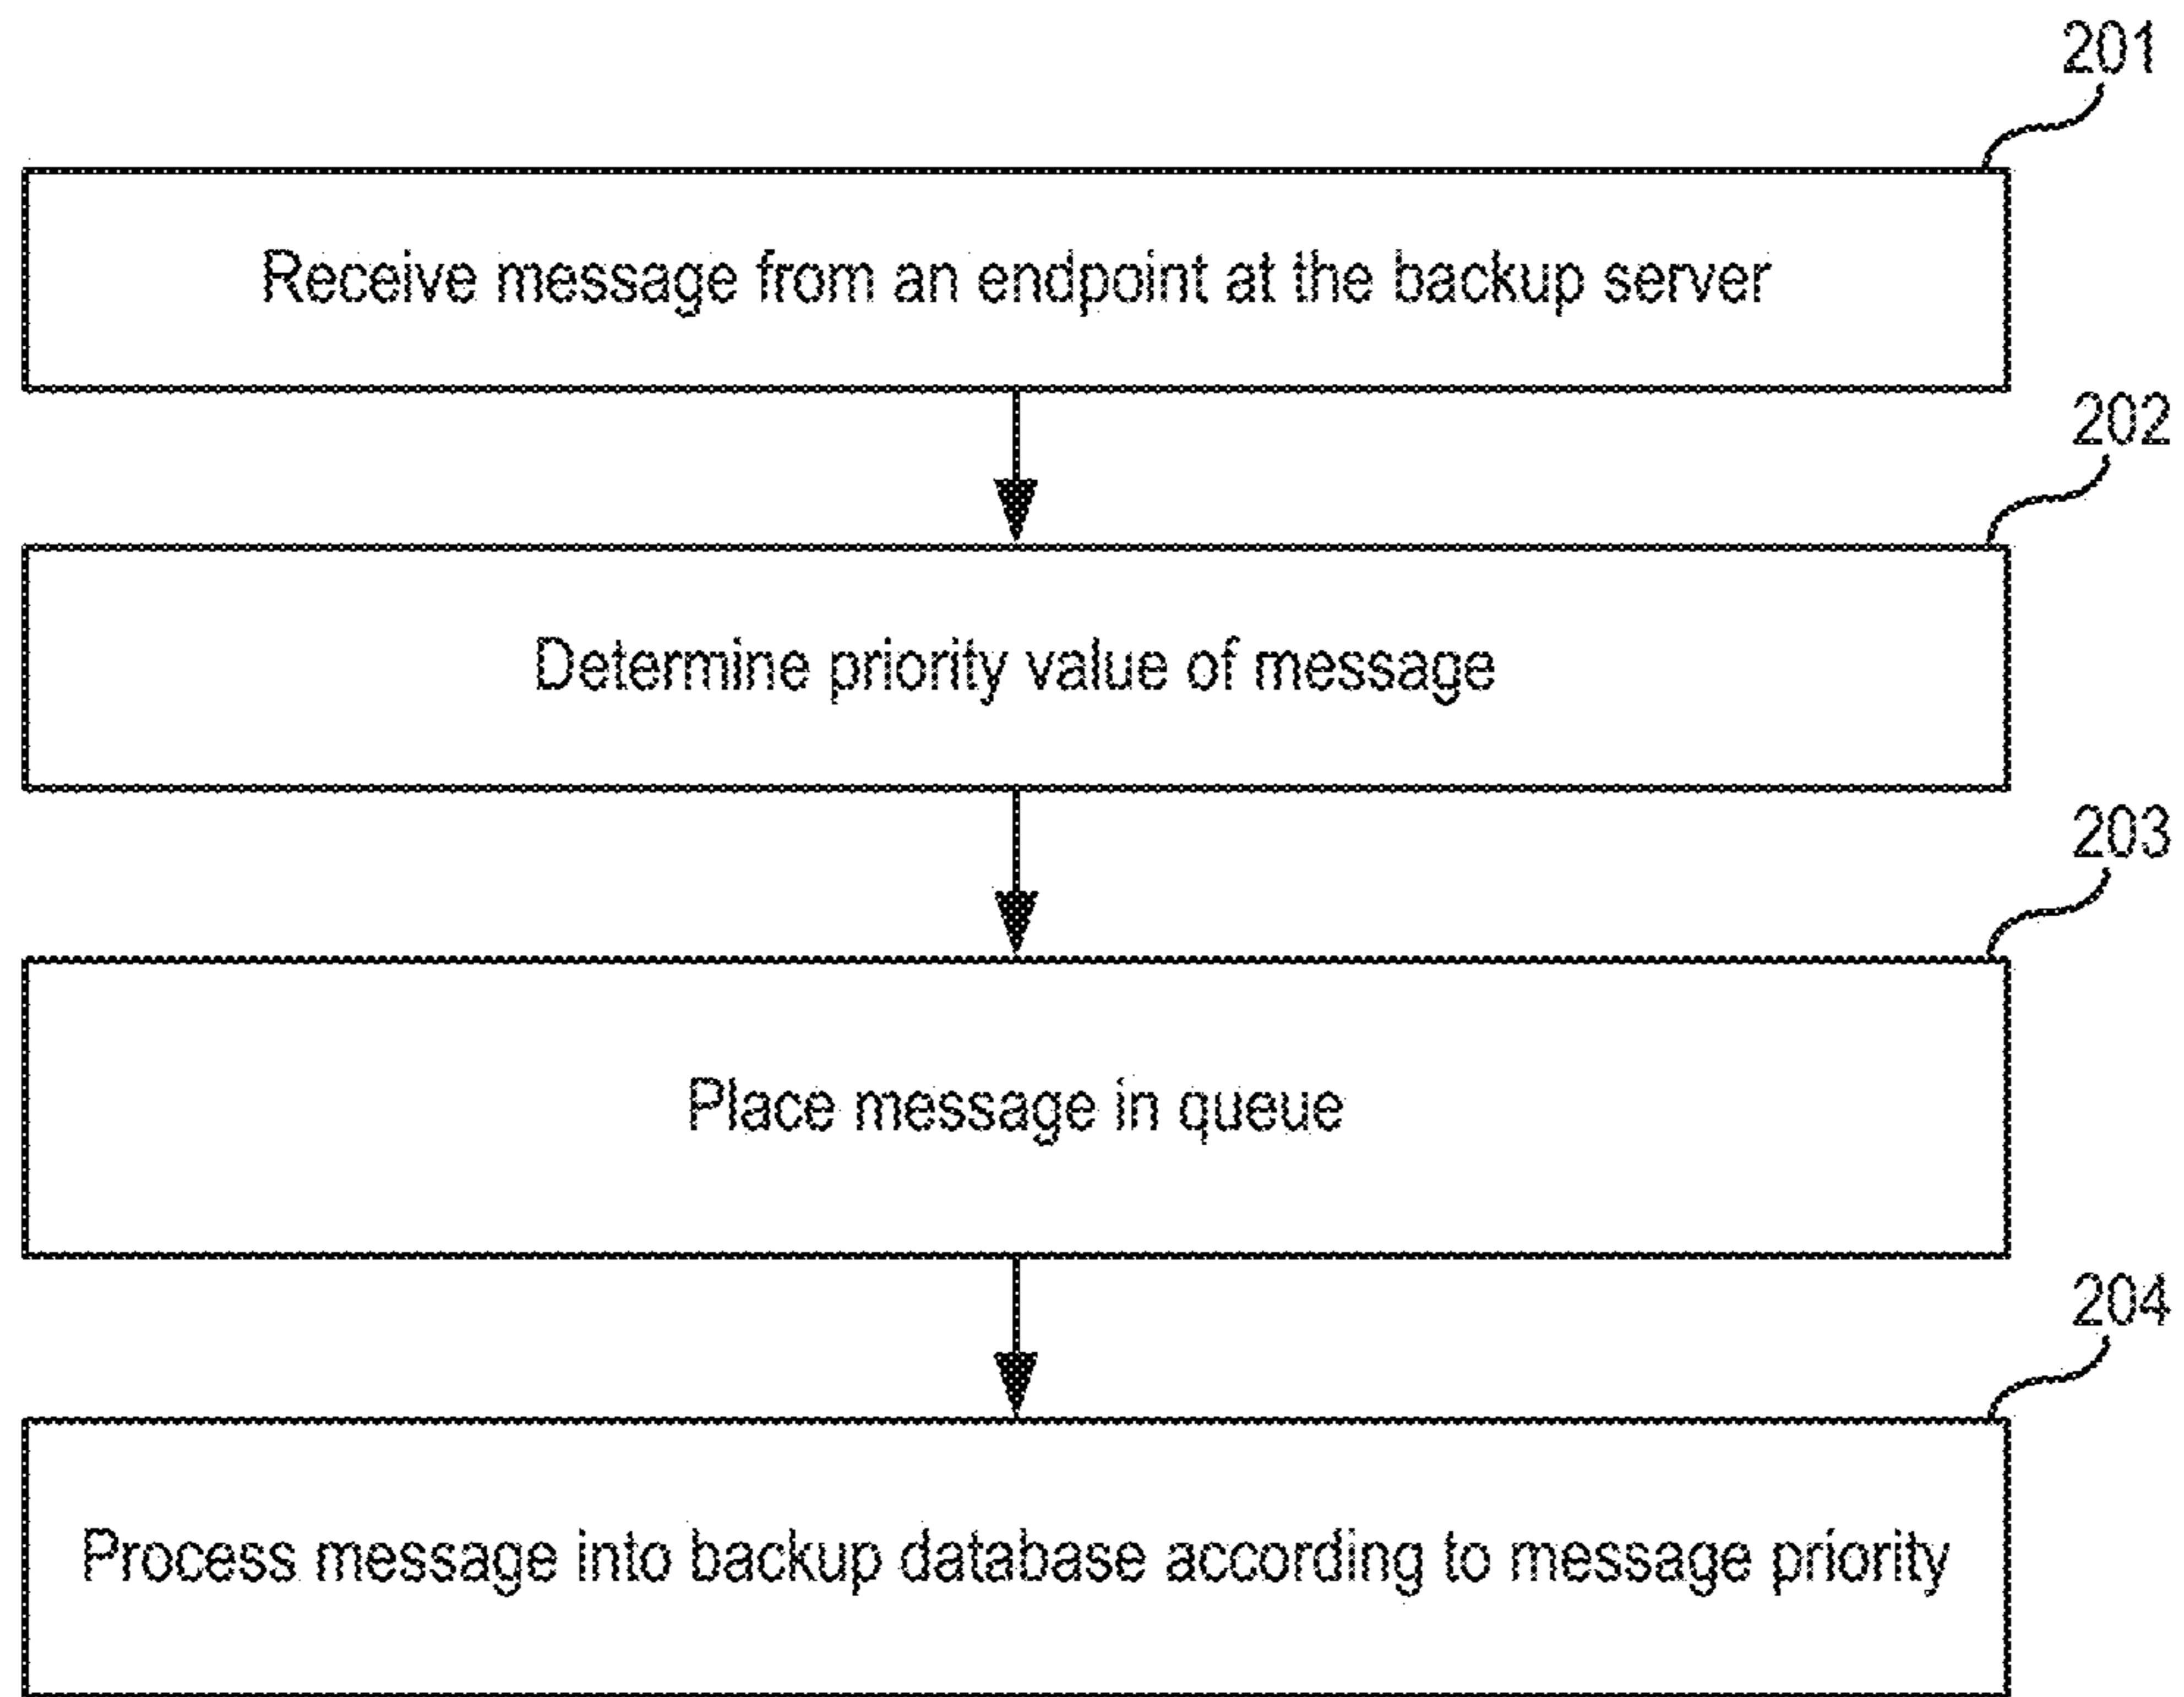 201
Receive message from an endpoint at the backup server
202
Determine priority value of message
203
Place message in queue
204
Process message into backup database according to message priority